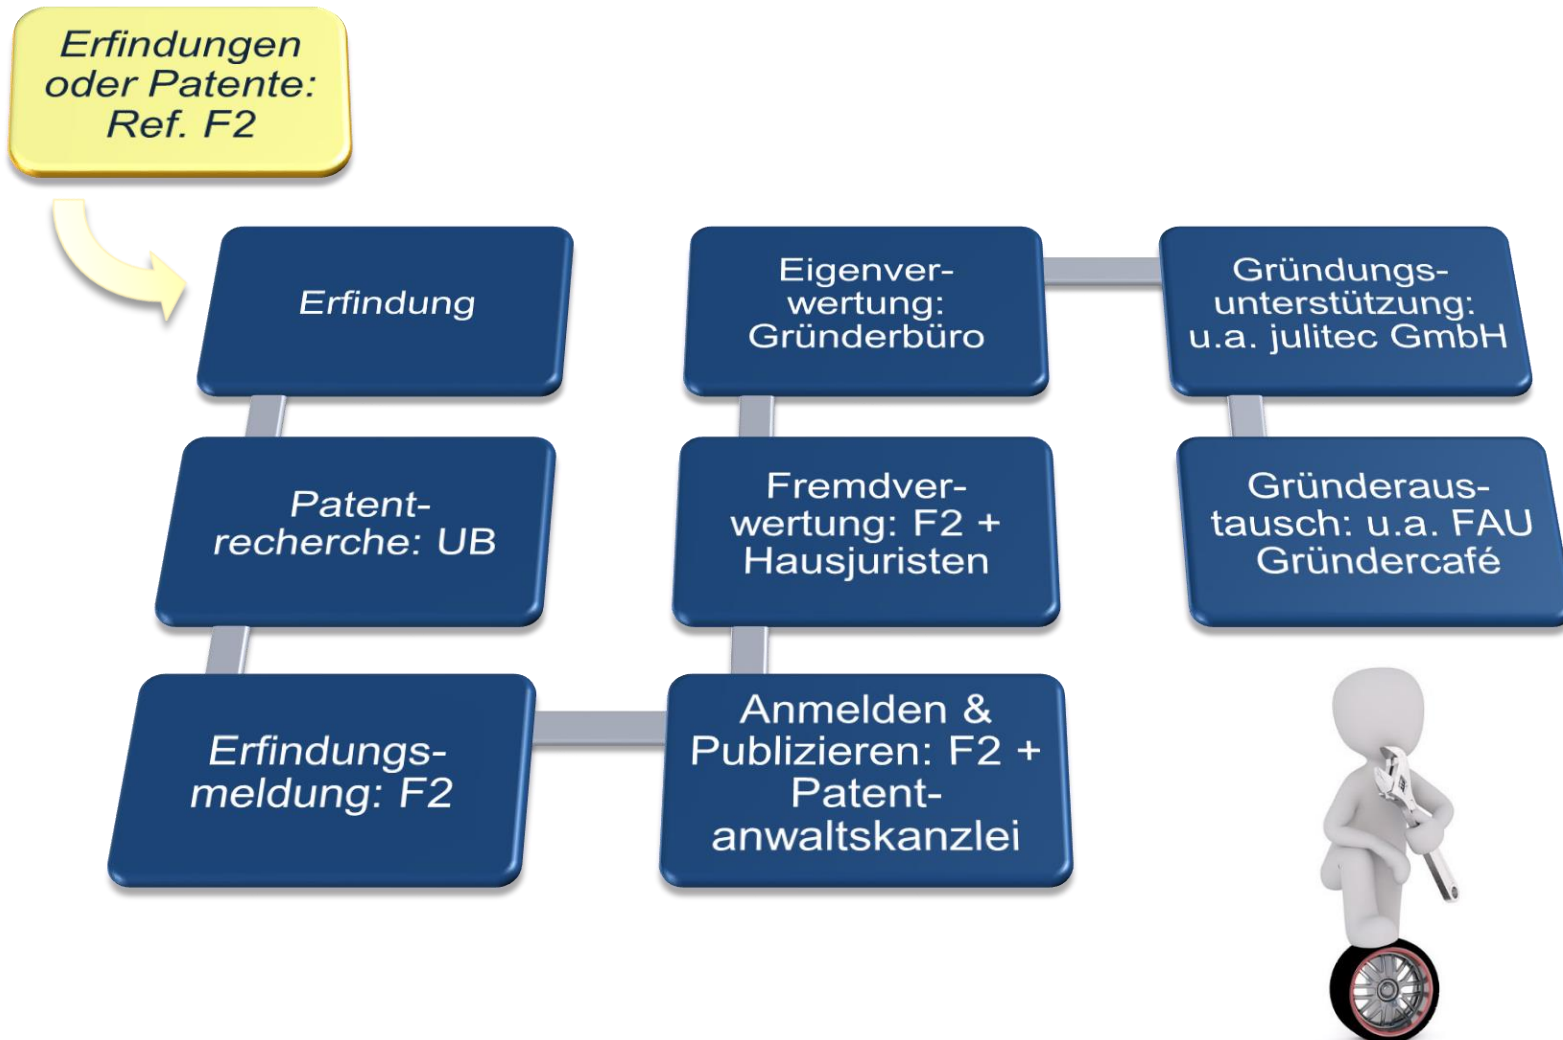 Erfindungen
oder Patente:
Ref. F2
Erfindung
Patent-
recherche: UB
Erfindungs-
meldung: F2
Anmelden &
Publizieren: F2 +
Patent-
anwaltskanzlei
Fremdver-
wertung: F2 +
Hausjuristen
Eigenver-
wertung:
Gründerbüro
Gründungs-
unterstützung:
u.a. julitec GmbH
Gründeraus-
tausch: u.a. FAU
Gründercafé